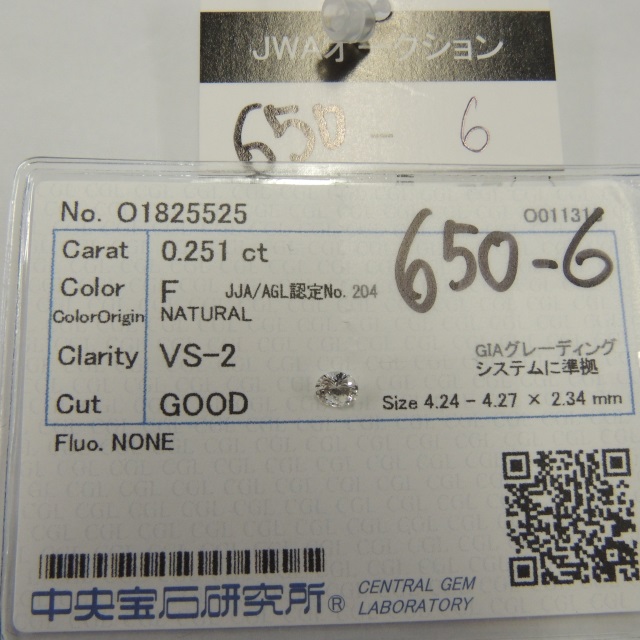 JWAオークション
650 - 6
No. O1825525
O01131
650-6
Carat 0.251 ct
Color F JJA/AGL認定No. 204
ColorOrigin NATURAL
Clarity VS-2
GIAグレーディング
システムに準拠
Cut GOOD Size 4.24 - 4.27 × 2.34 mm
Fluo. NONE
中央宝石研究所® CENTRAL GEM
LABORATORY